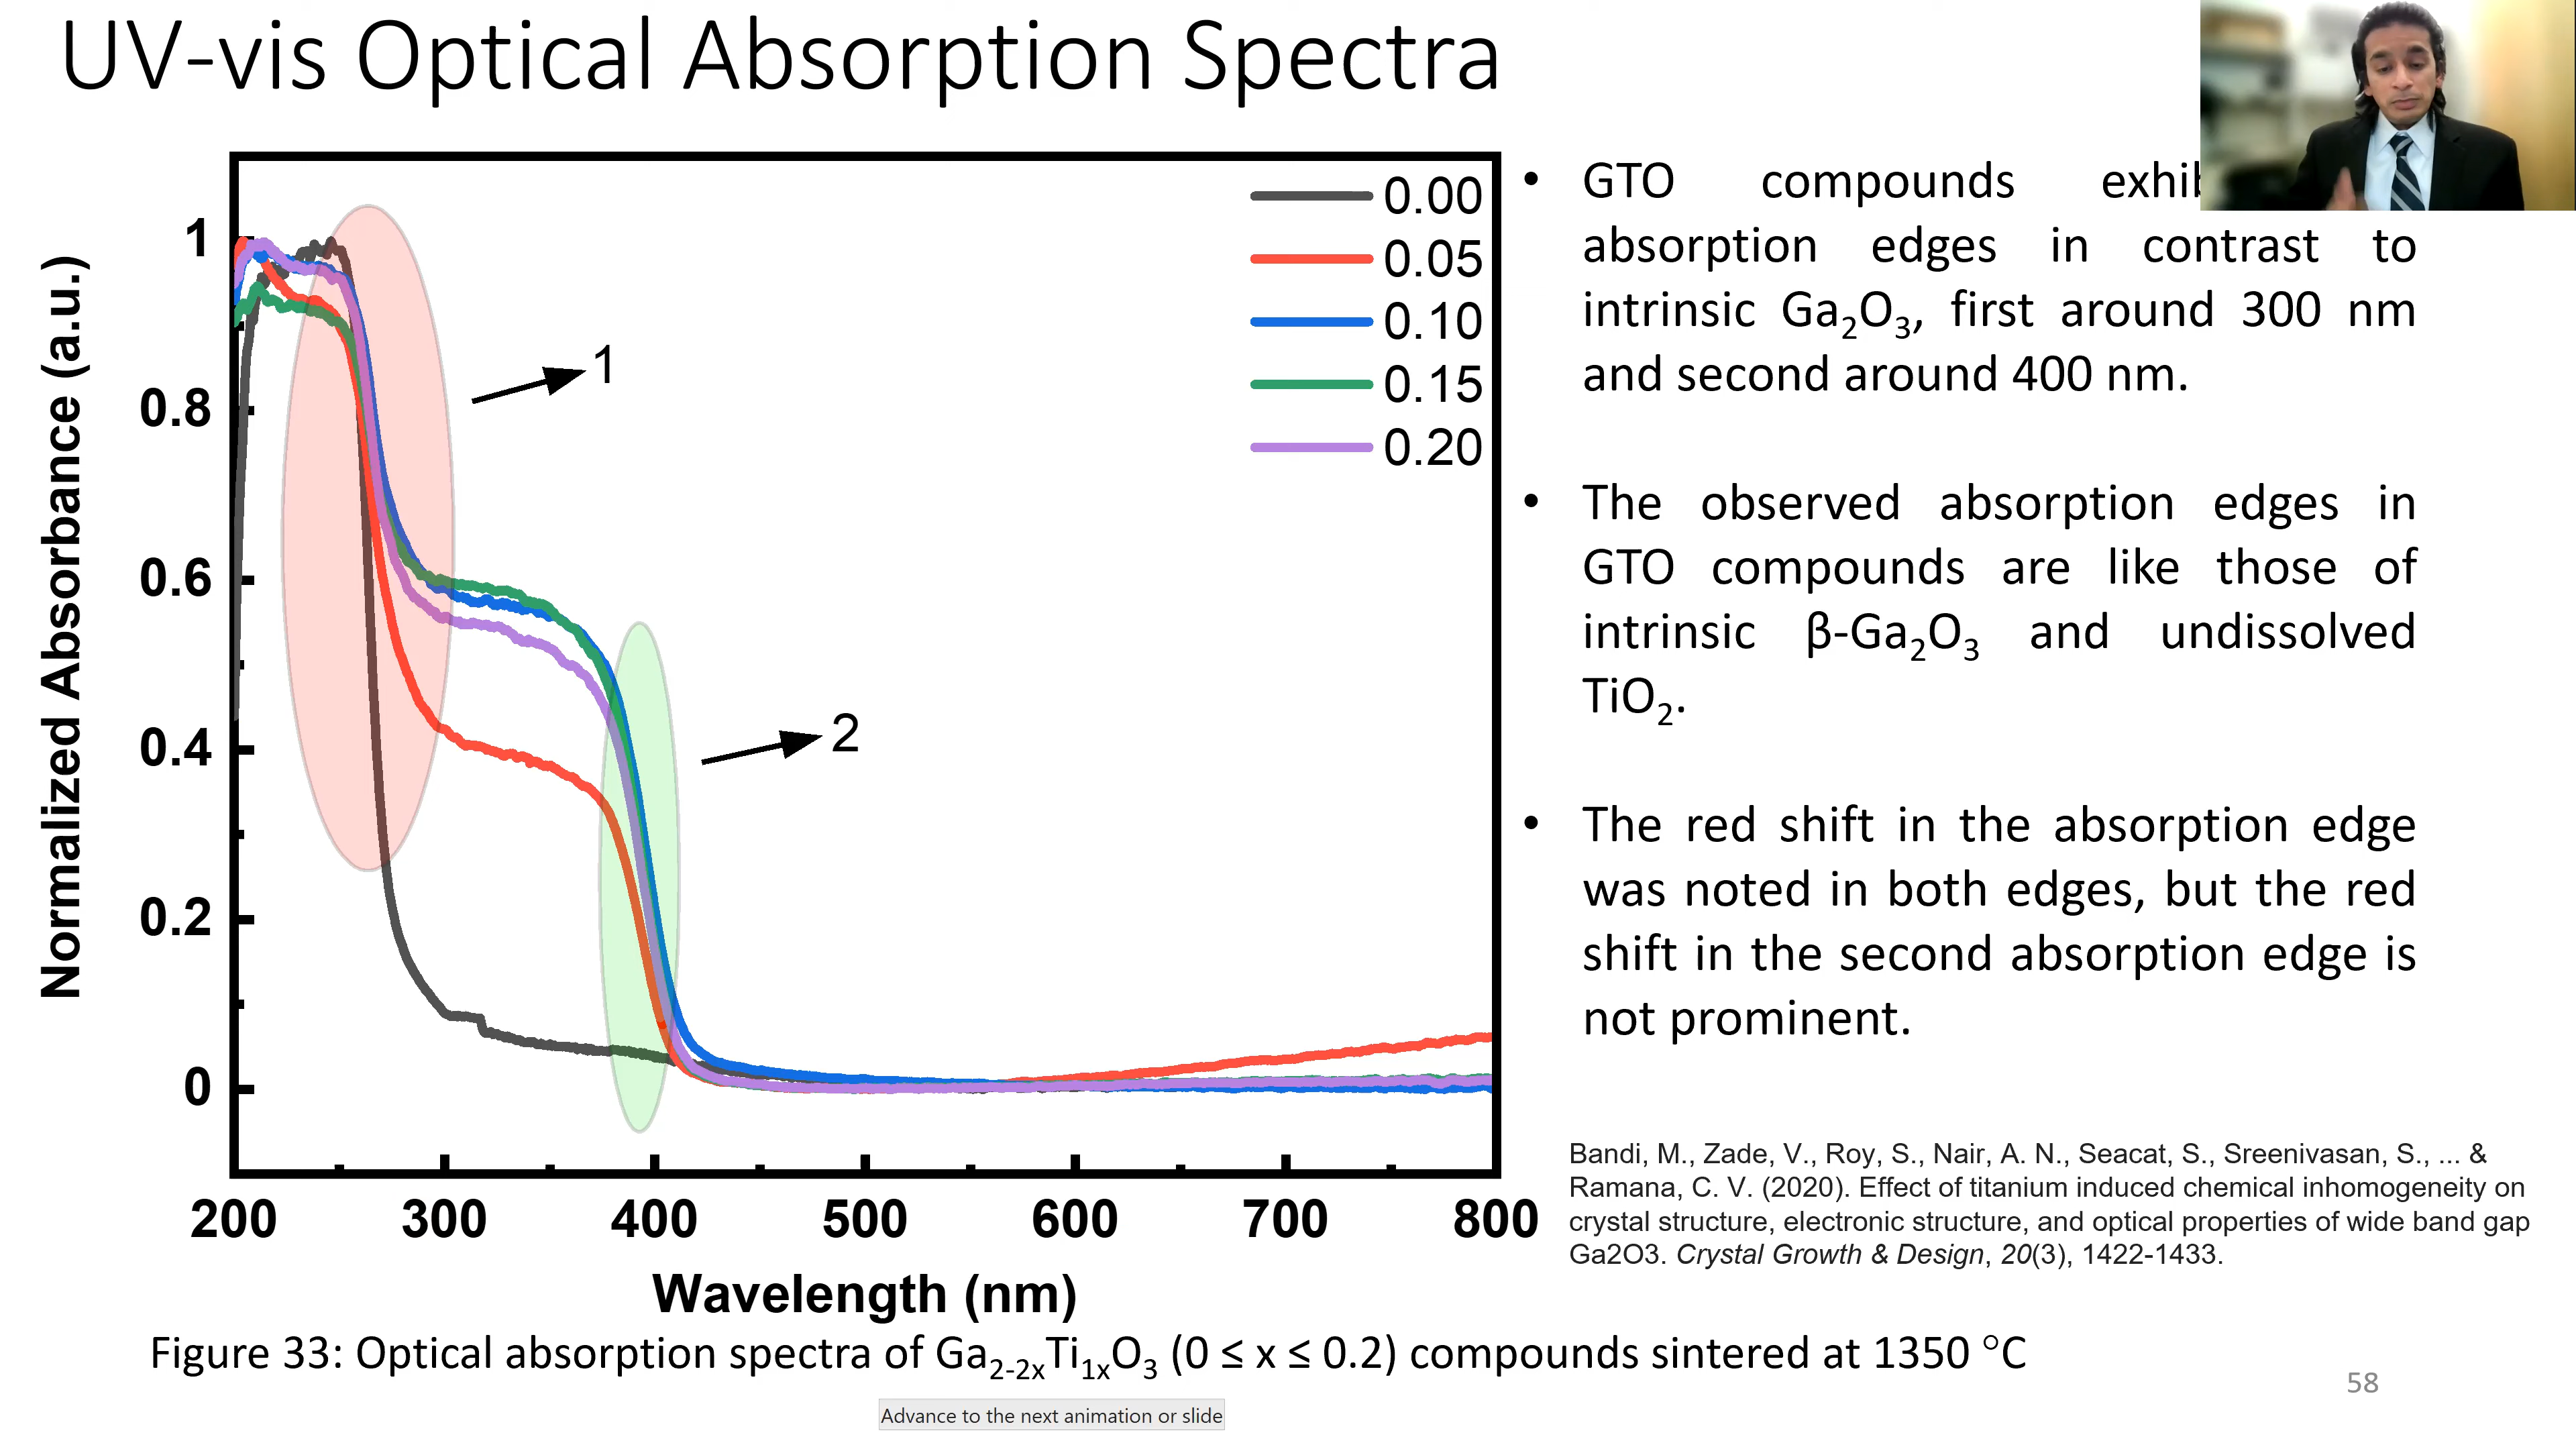 UV-vis Optical Absorption Spectra
Normalized Absorbance (a.u.)
1
0.8
0.6
0.4
0.2
0
0.00
0.05
0.10
0.15
0.20
1
2
200 300 400 500 600 700 800
Wavelength (nm)
• GTO compounds
absorption edges in contrast to
intrinsic Ga₂O₃, first around 300 nm
and second around 400 nm.
• The observed absorption edges in
GTO compounds are like those of
intrinsic β-Ga₂O₃ and undissolved
TiO₂.
• The red shift in the absorption edge
was noted in both edges, but the red
shift in the second absorption edge is
not prominent.
Bandi, M., Zade, V., Roy, S., Nair, A. N., Seacat, S., Sreenivasan, S., ... &
Ramana, C. V. (2020). Effect of titanium induced chemical inhomogeneity on
crystal structure, electronic structure, and optical properties of wide band gap
Ga2O3. Crystal Growth & Design, 20(3), 1422-1433.
Figure 33: Optical absorption spectra of Ga₂₋₂ₓTi₁ₓO₃ (0 ≤ x ≤ 0.2) compounds sintered at 1350 °C
58
Advance to the next animation or slide